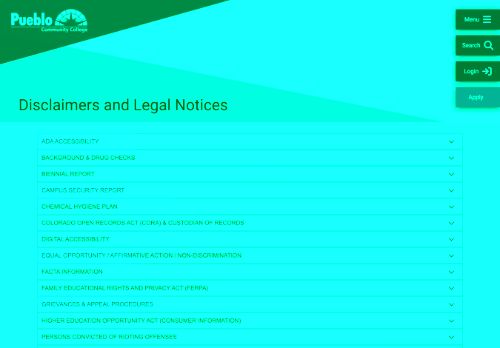 Pueblo
Community College
Menu
Search
Login
Apply
Disclaimers and Legal Notices
ADA ACCESSIBILITY
BACKGROUND & DRUG CHECKS
BIENNIAL REPORT
CAMPUS SECURITY REPORT
CHEMICAL HYGIENE PLAN
COLORADO OPEN RECORDS ACT (CORA) & CUSTODIAN OF RECORDS
DIGITAL ACCESSIBILITY
EQUAL OPPORTUNITY / AFFIRMATIVE ACTION / NON-DISCRIMINATION
FACTA INFORMATION
FAMILY EDUCATIONAL RIGHTS AND PRIVACY ACT (FERPA)
GRIEVANCES & APPEAL PROCEDURES
HIGHER EDUCATION OPPORTUNITY ACT (CONSUMER INFORMATION)
PERSONS CONVICTED OF RIOTING OFFENSES